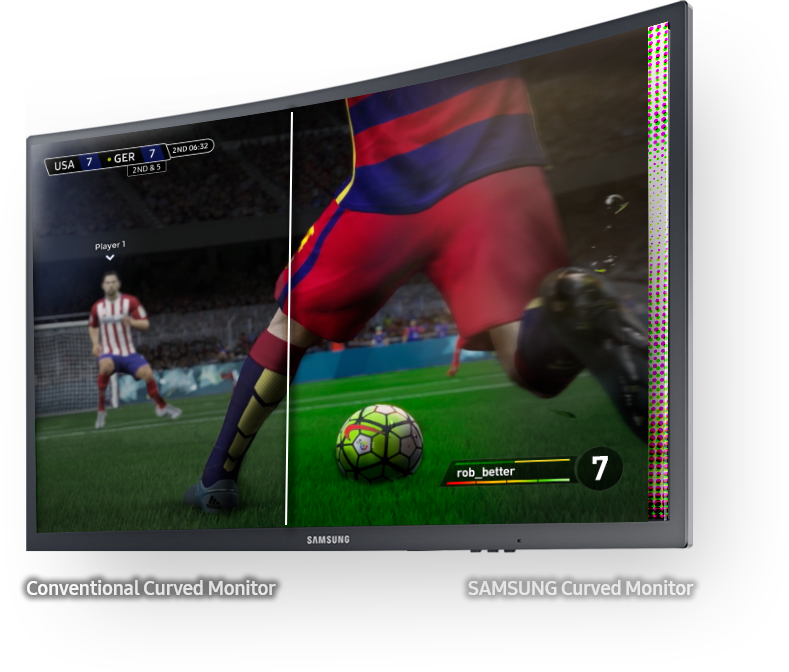 USA 7 • GER 7 2ND 06:32
2ND & 5
Player 1
rob_better
7
SAMSUNG
Conventional Curved Monitor
SAMSUNG Curved Monitor